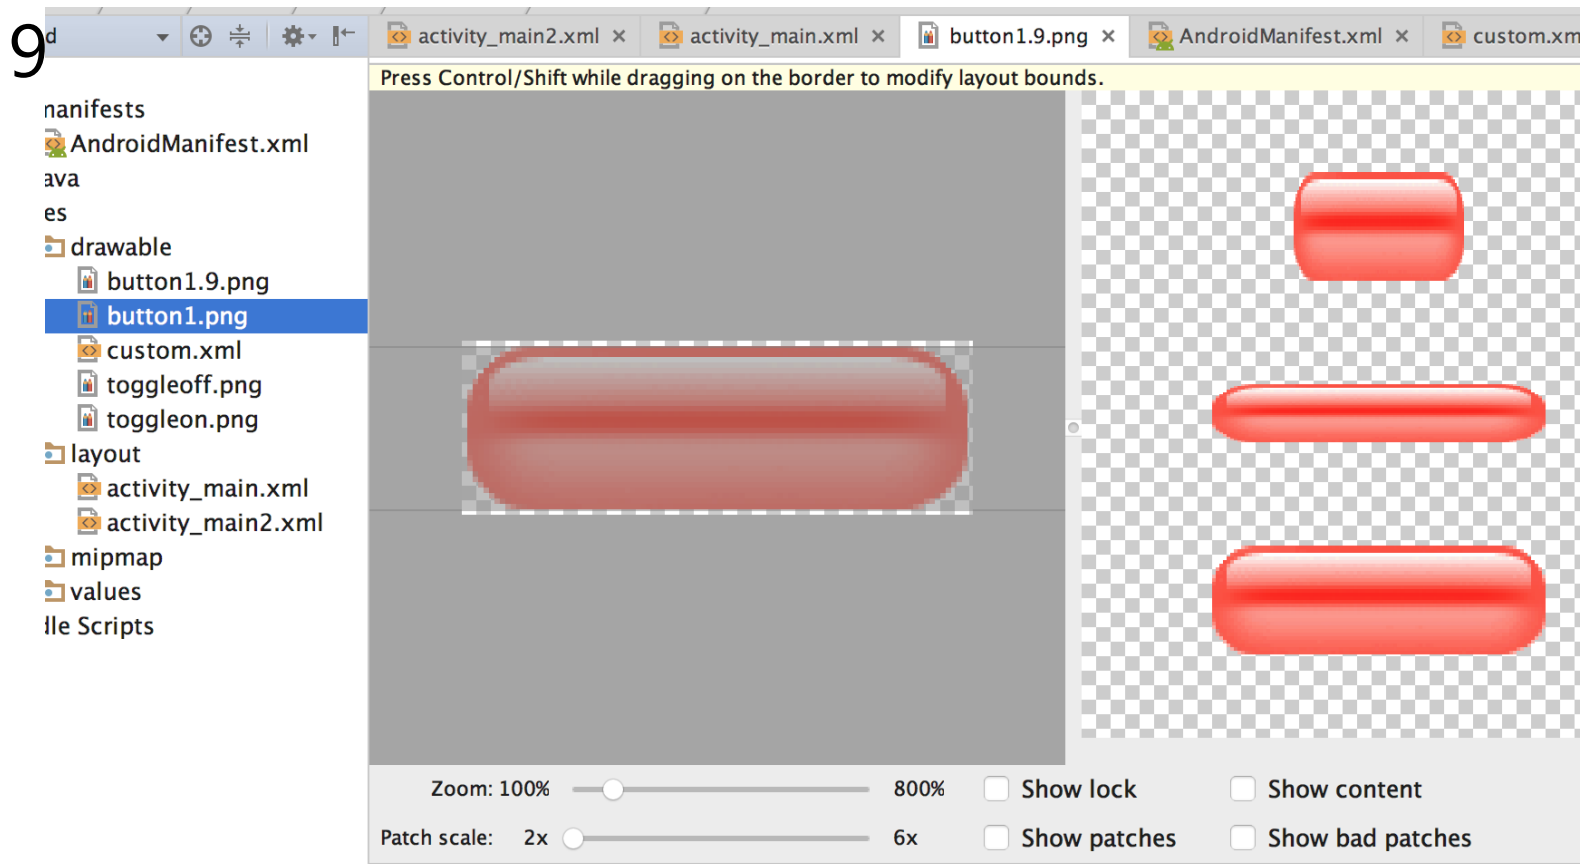 9
d
activity_main2.xml
activity_main.xml
button1.9.png
AndroidManifest.xml
custom.xm
Press Control/Shift while dragging on the border to modify layout bounds.
nanifests
AndroidManifest.xml
ava
es
drawable
button1.9.png
button1.png
custom.xml
toggleoff.png
toggleon.png
layout
activity_main.xml
activity_main2.xml
mipmap
values
dle Scripts
Zoom: 100% 800%
Show lock
Show content
Patch scale: 2x 6x
Show patches
Show bad patches